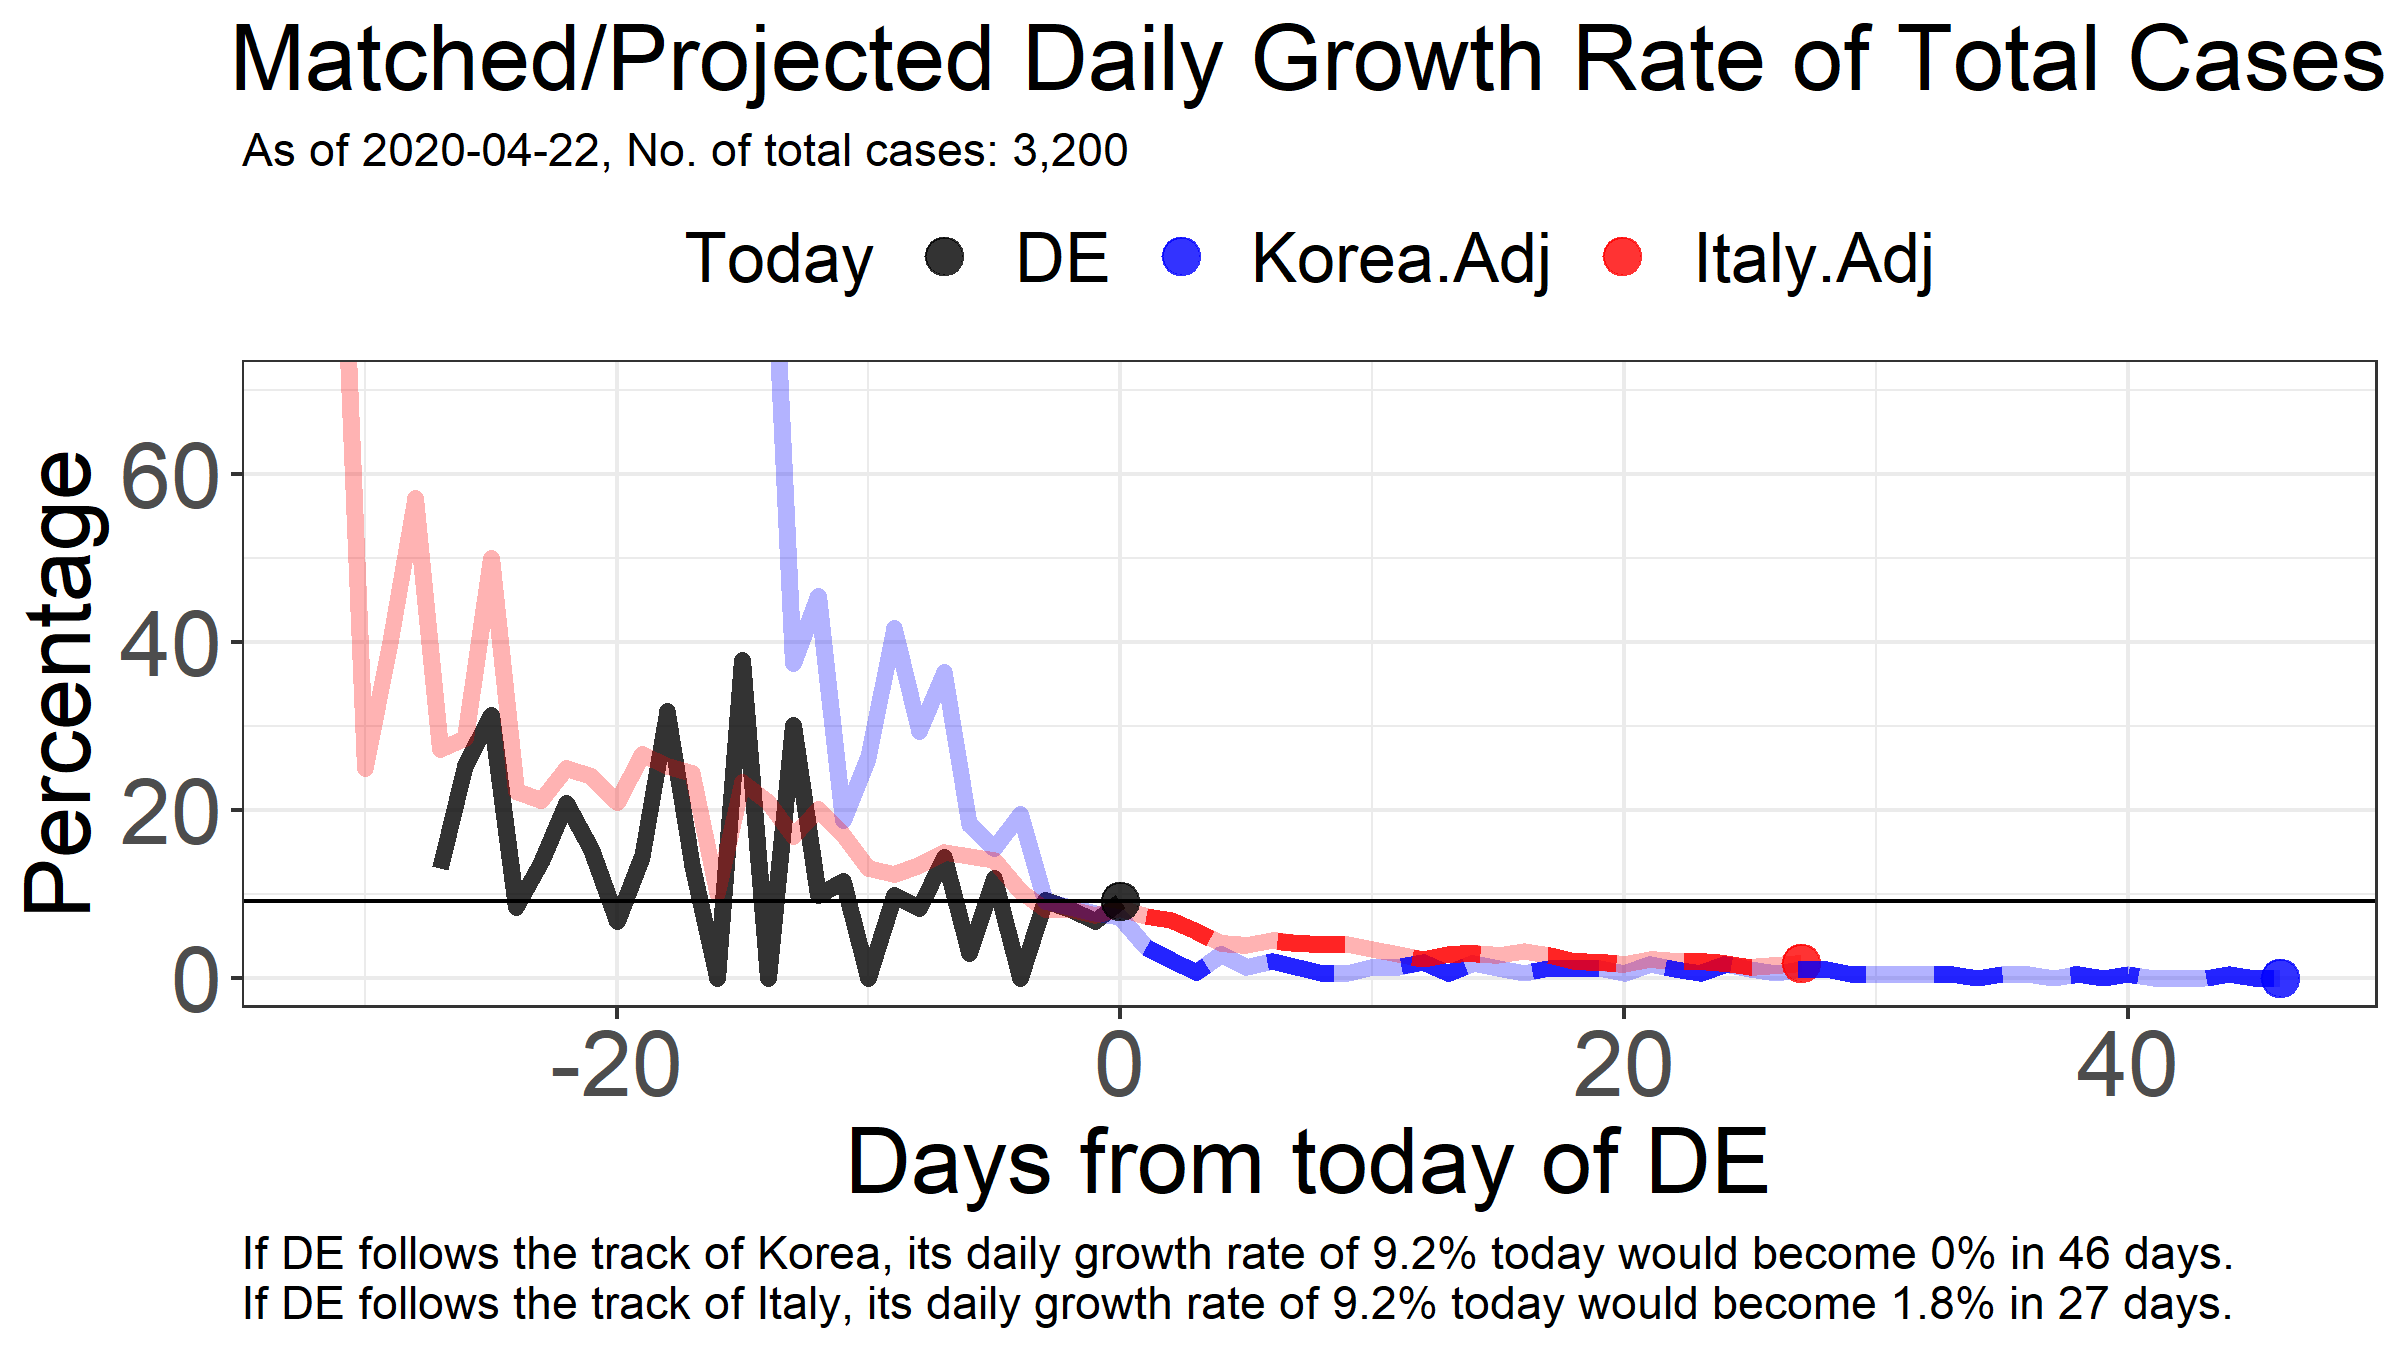 Matched/Projected Daily Growth Rate of Total Cases
As of 2020-04-22, No. of total cases: 3,200
Today DE Korea.Adj Italy.Adj
Percentage
60
40
20
0
-20 0 20 40
Days from today of DE
If DE follows the track of Korea, its daily growth rate of 9.2% today would become 0% in 46 days.
If DE follows the track of Italy, its daily growth rate of 9.2% today would become 1.8% in 27 days.